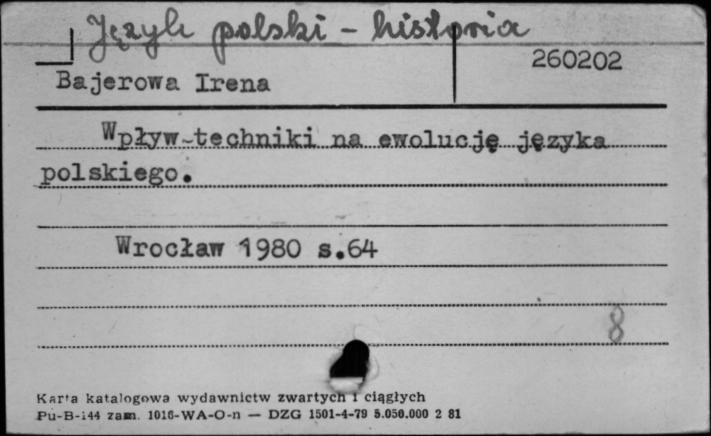 Język polski - historia
260202
Bajerowa Irena
Wpływ techniki na ewolucję języka
polskiego.
Wrocław 1980 s.64
8
Karta katalogowa wydawnictw zwartych i ciągłych
Pu-B-144 zam. 1016-WA-O-n — DZG 1501-4-79 5.050.000 2 81